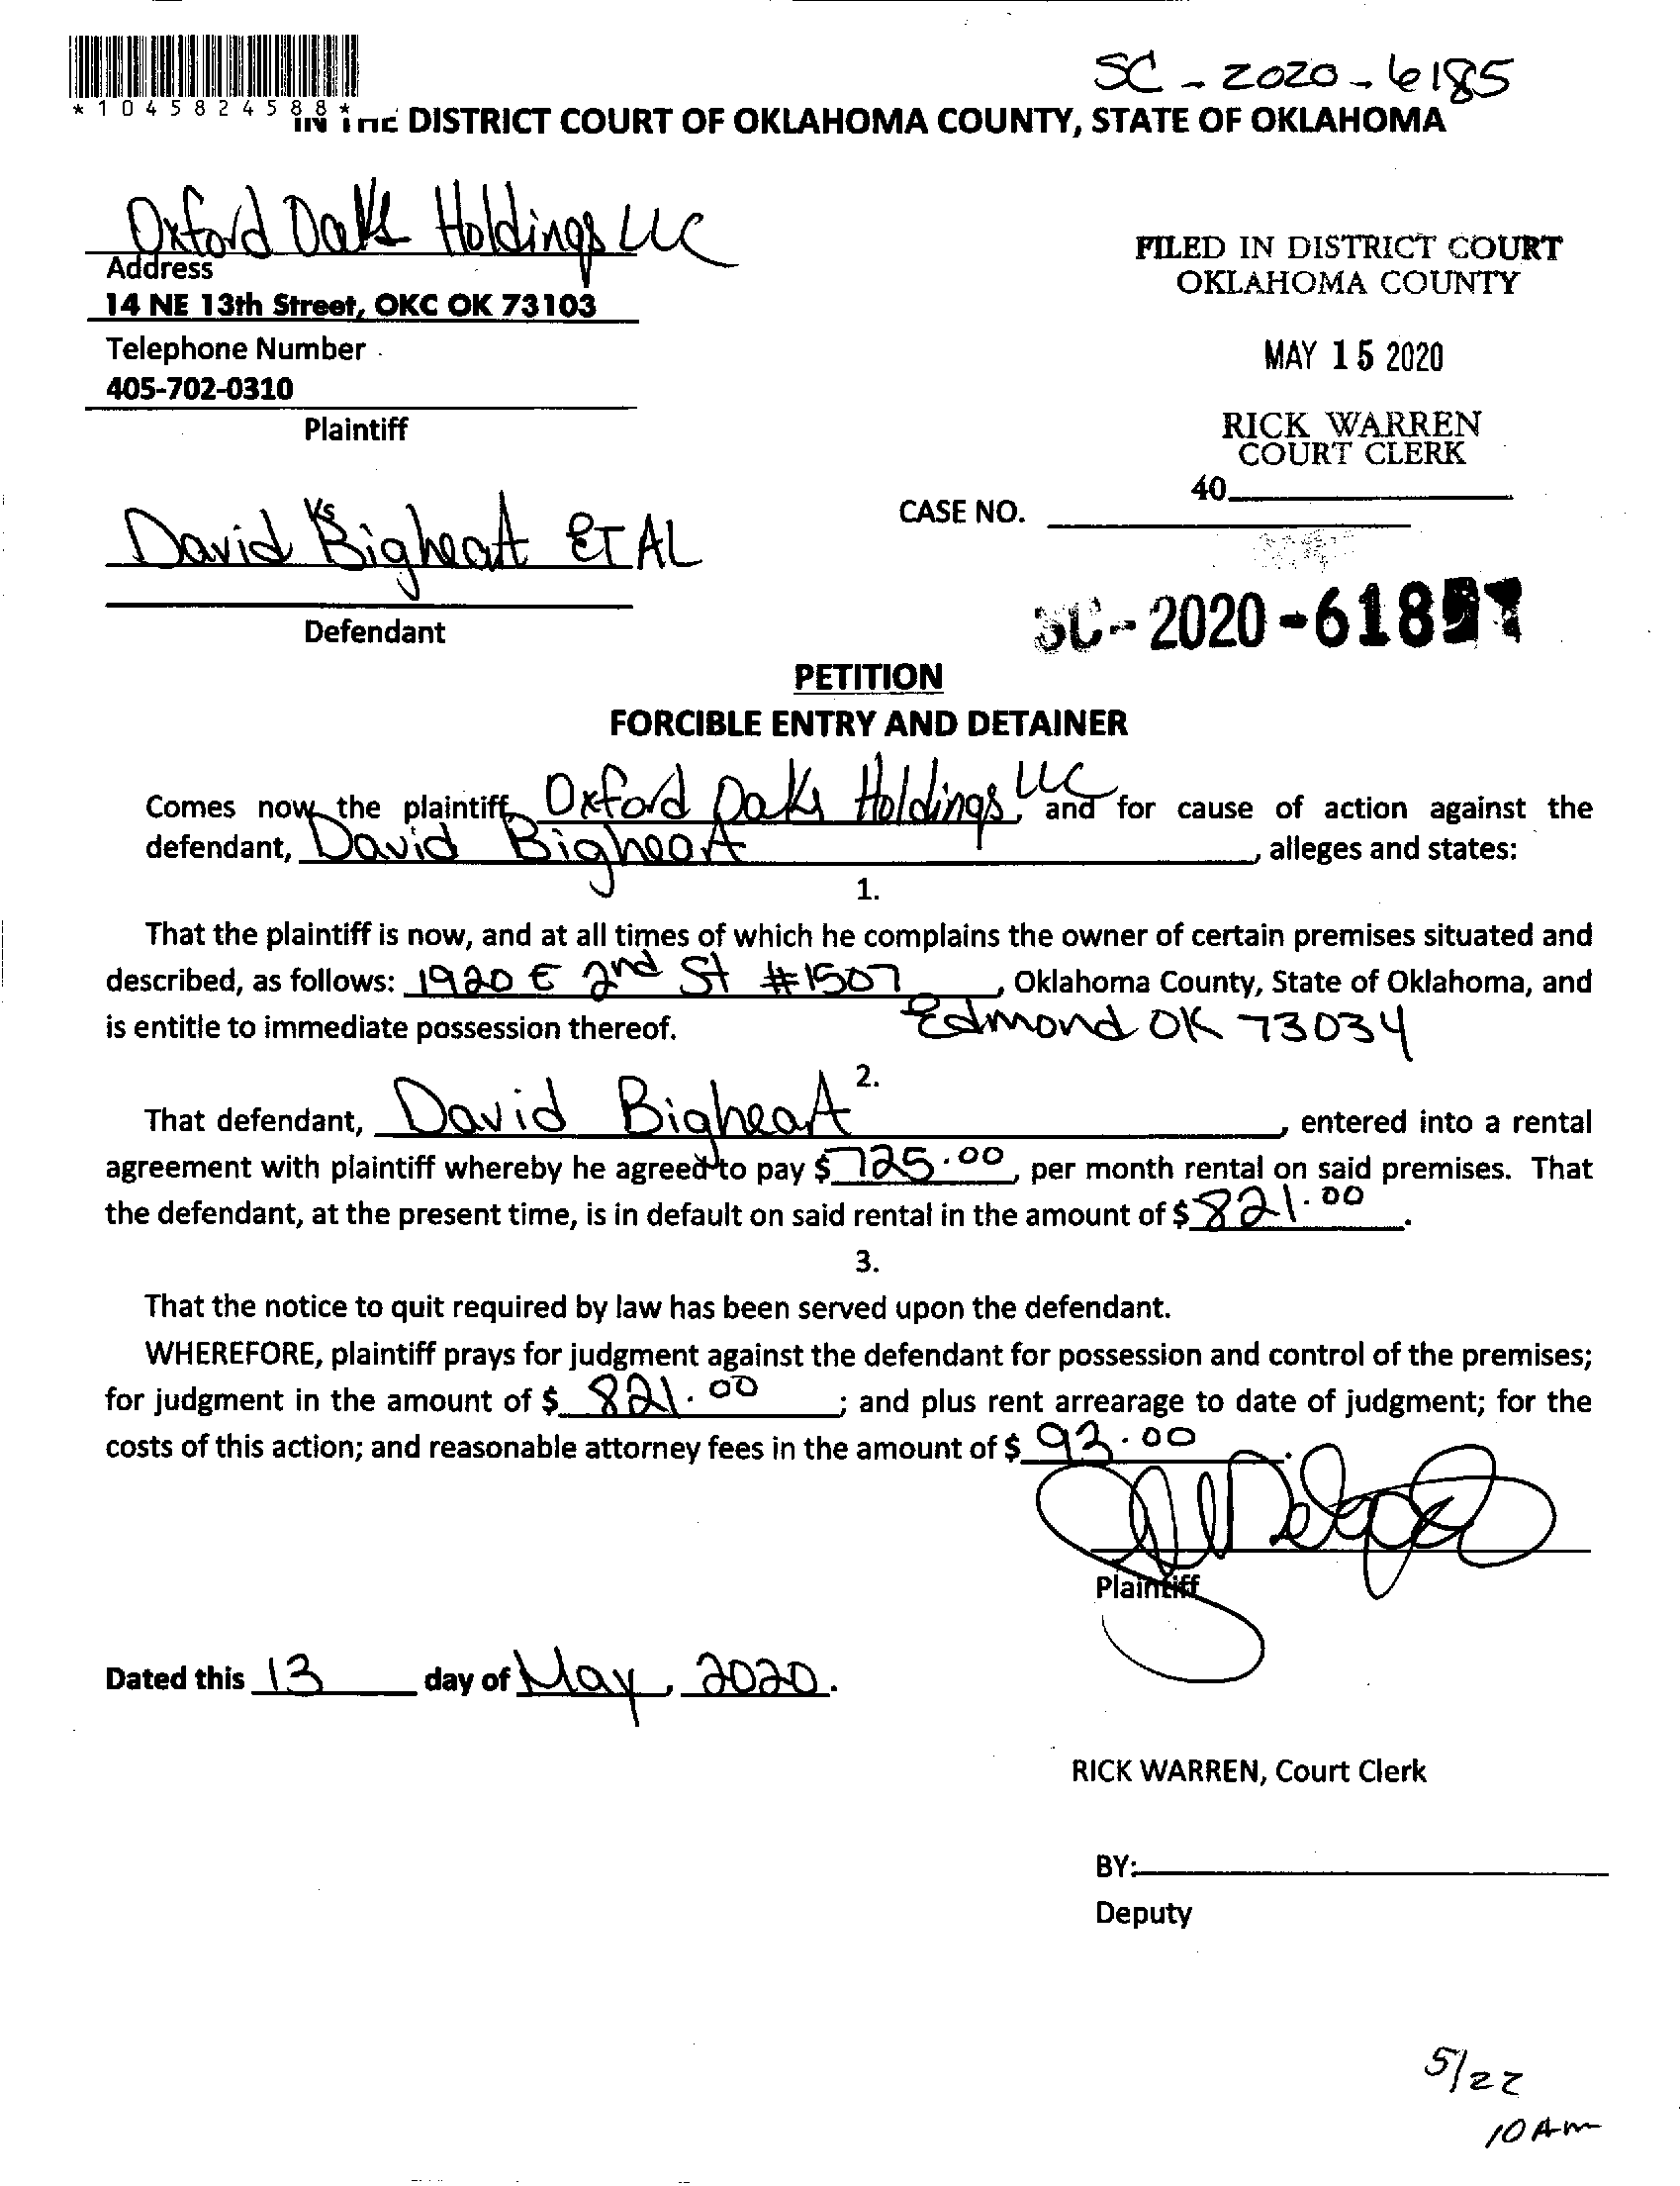 SC-2020-6185
*1045824588*
IN THE DISTRICT COURT OF OKLAHOMA COUNTY, STATE OF OKLAHOMA
Oxford Oaks Holdings LLC
Address
14 NE 13th Street, OKC OK 73103
Telephone Number
405-702-0310
Plaintiff
FILED IN DISTRICT COURT
OKLAHOMA COUNTY
MAY 15 2020
RICK WARREN
COURT CLERK
40
Vs
David Bigheart ET AL
Defendant
CASE NO.
SC-2020-618
PETITION
FORCIBLE ENTRY AND DETAINER
Comes now the plaintiff, Oxford Oaks Holdings LLC, and for cause of action against the
defendant, David Bigheart, alleges and states:
1.
That the plaintiff is now, and at all times of which he complains the owner of certain premises situated and
described, as follows: 1920 E 2nd St #1507, Oklahoma County, State of Oklahoma, and
is entitle to immediate possession thereof. Edmond OK 73034
2.
That defendant, David Bigheart, entered into a rental
agreement with plaintiff whereby he agreed to pay $ 725.00, per month rental on said premises. That
the defendant, at the present time, is in default on said rental in the amount of $ 821.00.
3.
That the notice to quit required by law has been served upon the defendant.
WHEREFORE, plaintiff prays for judgment against the defendant for possession and control of the premises;
for judgment in the amount of $ 821.00; and plus rent arrearage to date of judgment; for the
costs of this action; and reasonable attorney fees in the amount of $ 93.00.
Plaintiff
Dated this 13 day of May, 2020.
RICK WARREN, Court Clerk
BY:
Deputy
5/22
10 Am